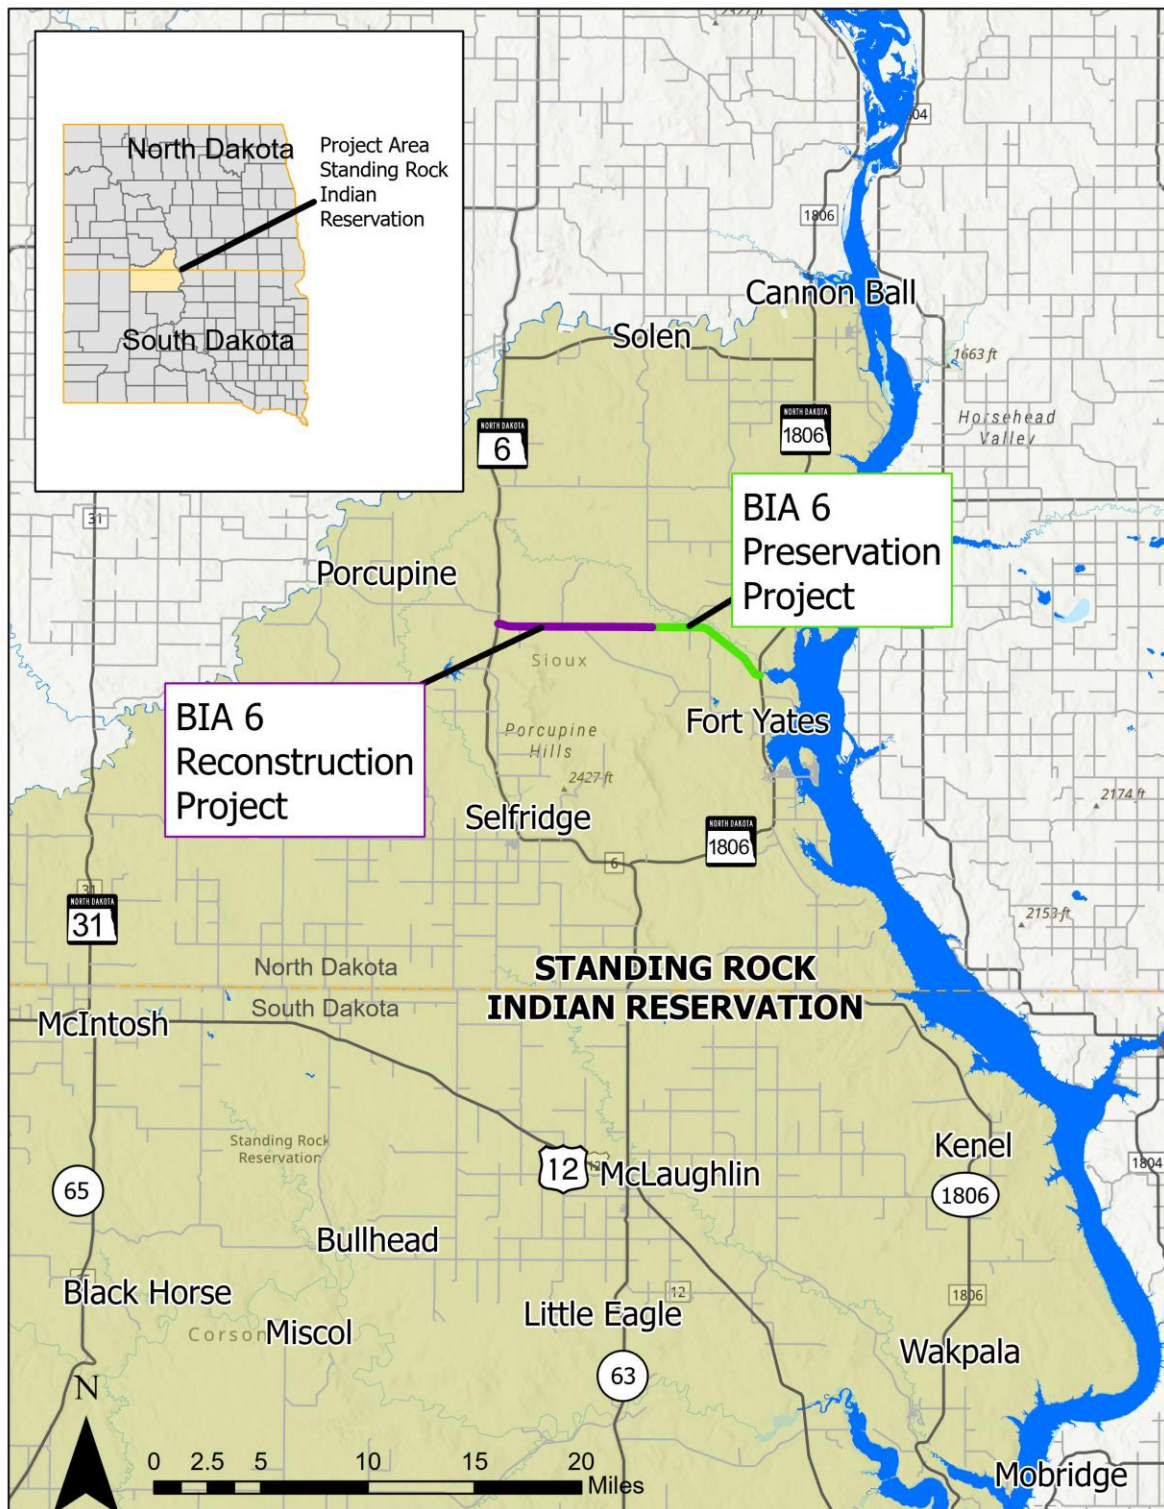 2427 ft
North Dakota
South Dakota
Project Area
Standing Rock
Indian
Reservation
1806
Cannon Ball
Solen
1663 ft
Horsehead
Valley
NORTH DAKOTA
6
NORTH DAKOTA
1806
31
BIA 6
Preservation
Project
Porcupine
Sioux
BIA 6
Reconstruction
Project
Fort Yates
Porcupine
Hills
2427 ft
2174 ft
Selfridge
NORTH DAKOTA
1806
6
31
NORTH DAKOTA
31
2153 ft
North Dakota
STANDING ROCK
INDIAN RESERVATION
South Dakota
McIntosh
Standing Rock
Reservation
Kenel
1804
12
McLaughlin
65
1806
Bullhead
Black Horse
12
1806
Little Eagle
Corson
Miscol
Wakpala
63
N
0 2.5 5 10 15 20
Miles
Mobridge